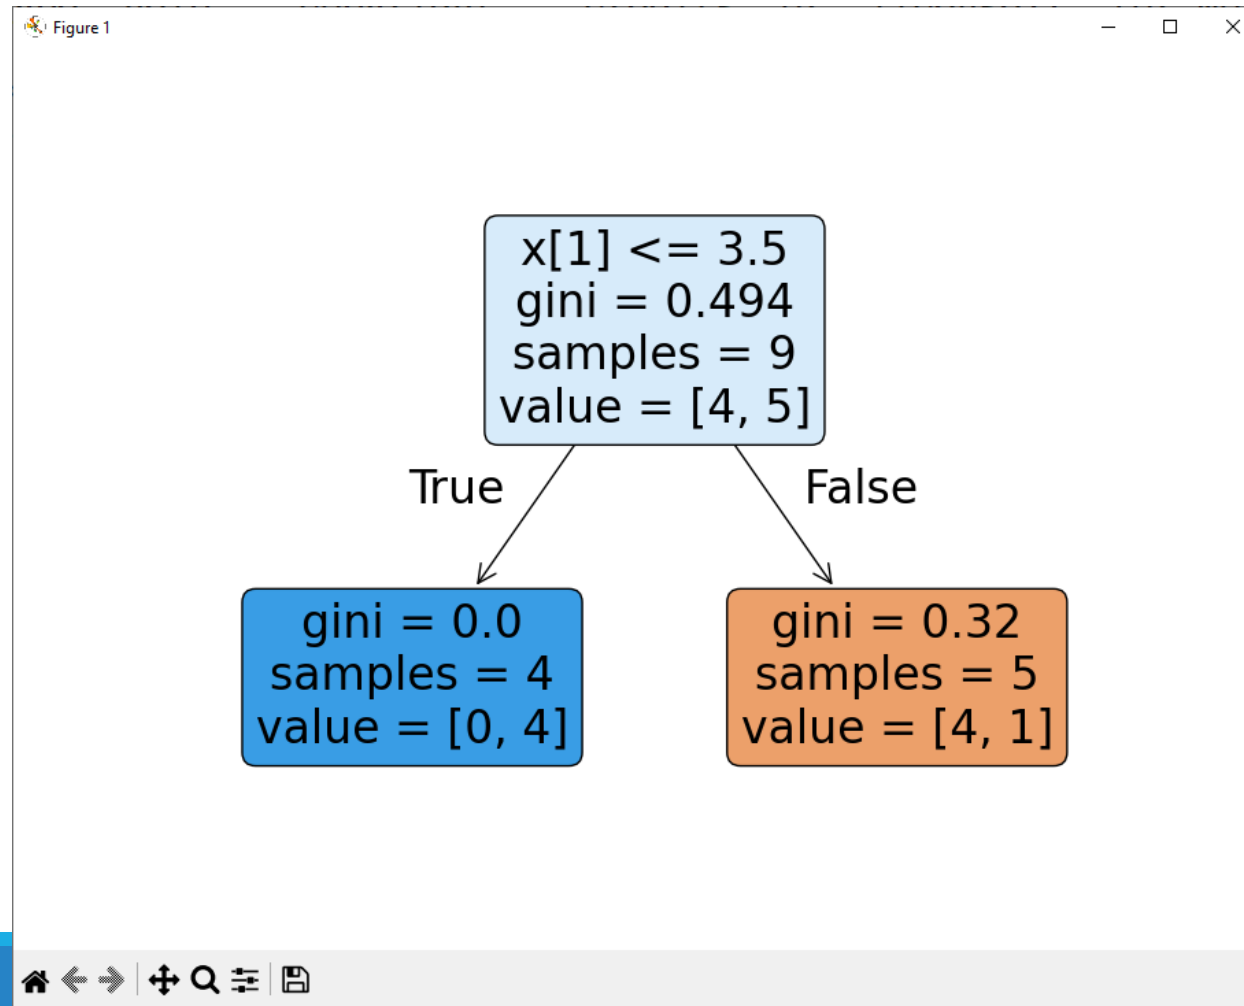 Figure 1
x[1] <= 3.5
gini = 0.494
samples = 9
value = [4, 5]
True
False
gini = 0.0
samples = 4
value = [0, 4]
gini = 0.32
samples = 5
value = [4, 1]